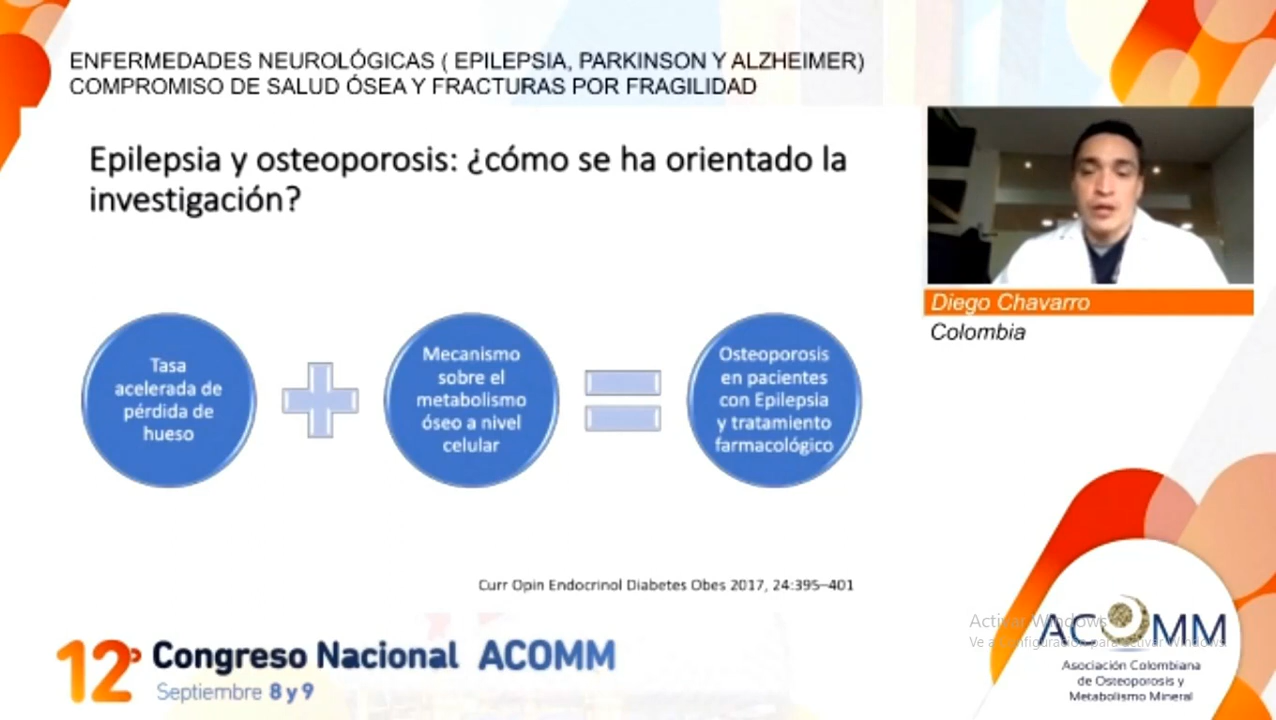 ENFERMEDADES NEUROLÓGICAS ( EPILEPSIA, PARKINSON Y ALZHEIMER)
COMPROMISO DE SALUD ÓSEA Y FRACTURAS POR FRAGILIDAD
Epilepsia y osteoporosis: ¿cómo se ha orientado la
investigación?
Tasa
acelerada de
pérdida de
hueso
Mecanismo
sobre el
metabolismo
óseo a nivel
celular
Osteoporosis
en pacientes
con Epilepsia
y tratamiento
farmacológico
Curr Opin Endocrinol Diabetes Obes 2017, 24:395–401
Diego Chavarro
Colombia
12º Congreso Nacional ACOMM
Septiembre 8 y 9
Activar Windows
Ve a Configuración para activar Windows.
ACOMM
Asociación Colombiana
de Osteoporosis y
Metabolismo Mineral